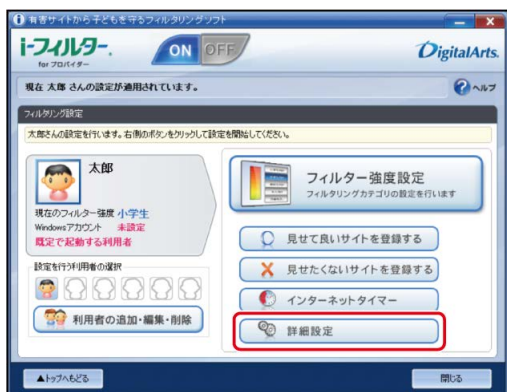 有害サイトから子どもを守るフィルタリングソフト
i-フィルター®
for プロバイダー
ON OFF
DigitalArts.
現在 太郎 さんの設定が適用されています。
ヘルプ
フィルタリング設定
太郎さんの設定を行います。右側のボタンをクリックして設定を開始してください。
太郎
現在のフィルター強度 小学生
Windowsアカウント 未設定
既定で起動する利用者
設定を行う利用者の選択
利用者の追加・編集・削除
フィルター強度設定
フィルタリングカテゴリの設定を行います
見せて良いサイトを登録する
見せたくないサイトを登録する
インターネットタイマー
詳細設定
▲トップへもどる
閉じる